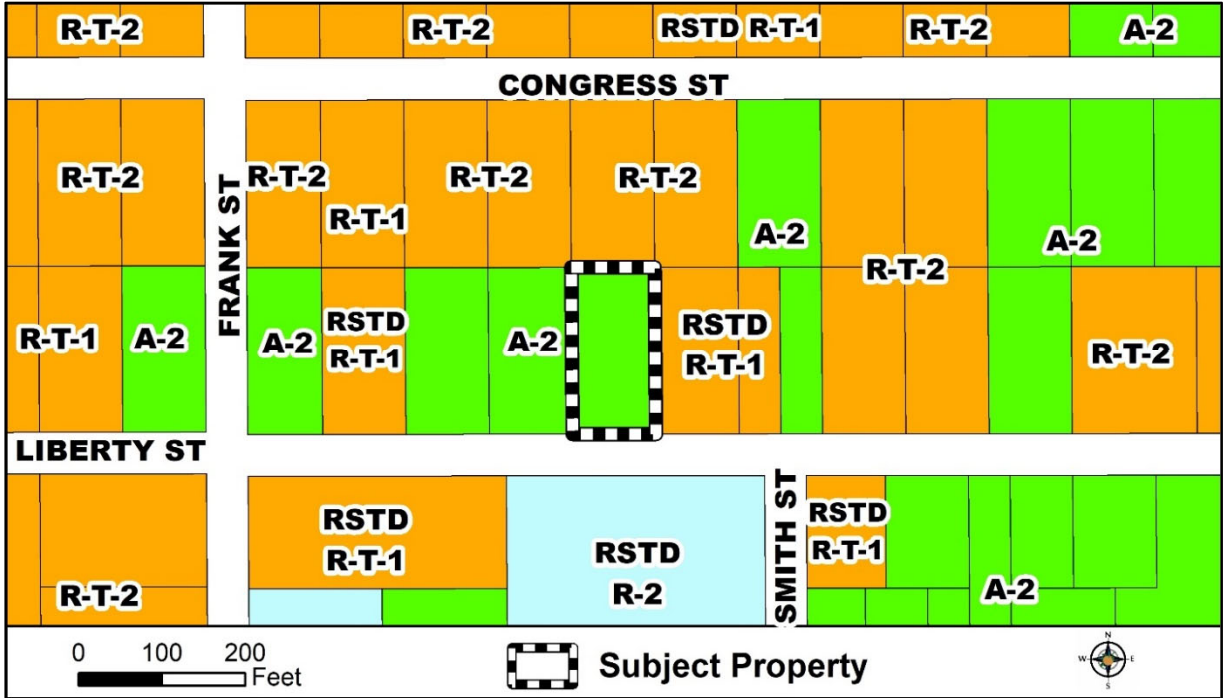 R-T-2
R-T-2
RSTD R-T-1
R-T-2
A-2
CONGRESS ST
FRANK ST
R-T-2
R-T-2
R-T-1
R-T-2
R-T-2
A-2
R-T-2
A-2
R-T-1
A-2
A-2
RSTD
R-T-1
A-2
RSTD
R-T-1
R-T-2
LIBERTY ST
SMITH ST
R-T-2
RSTD
R-T-1
RSTD
R-2
RSTD
R-T-1
A-2
0 100 200
Feet
Subject Property
N
W
E
S